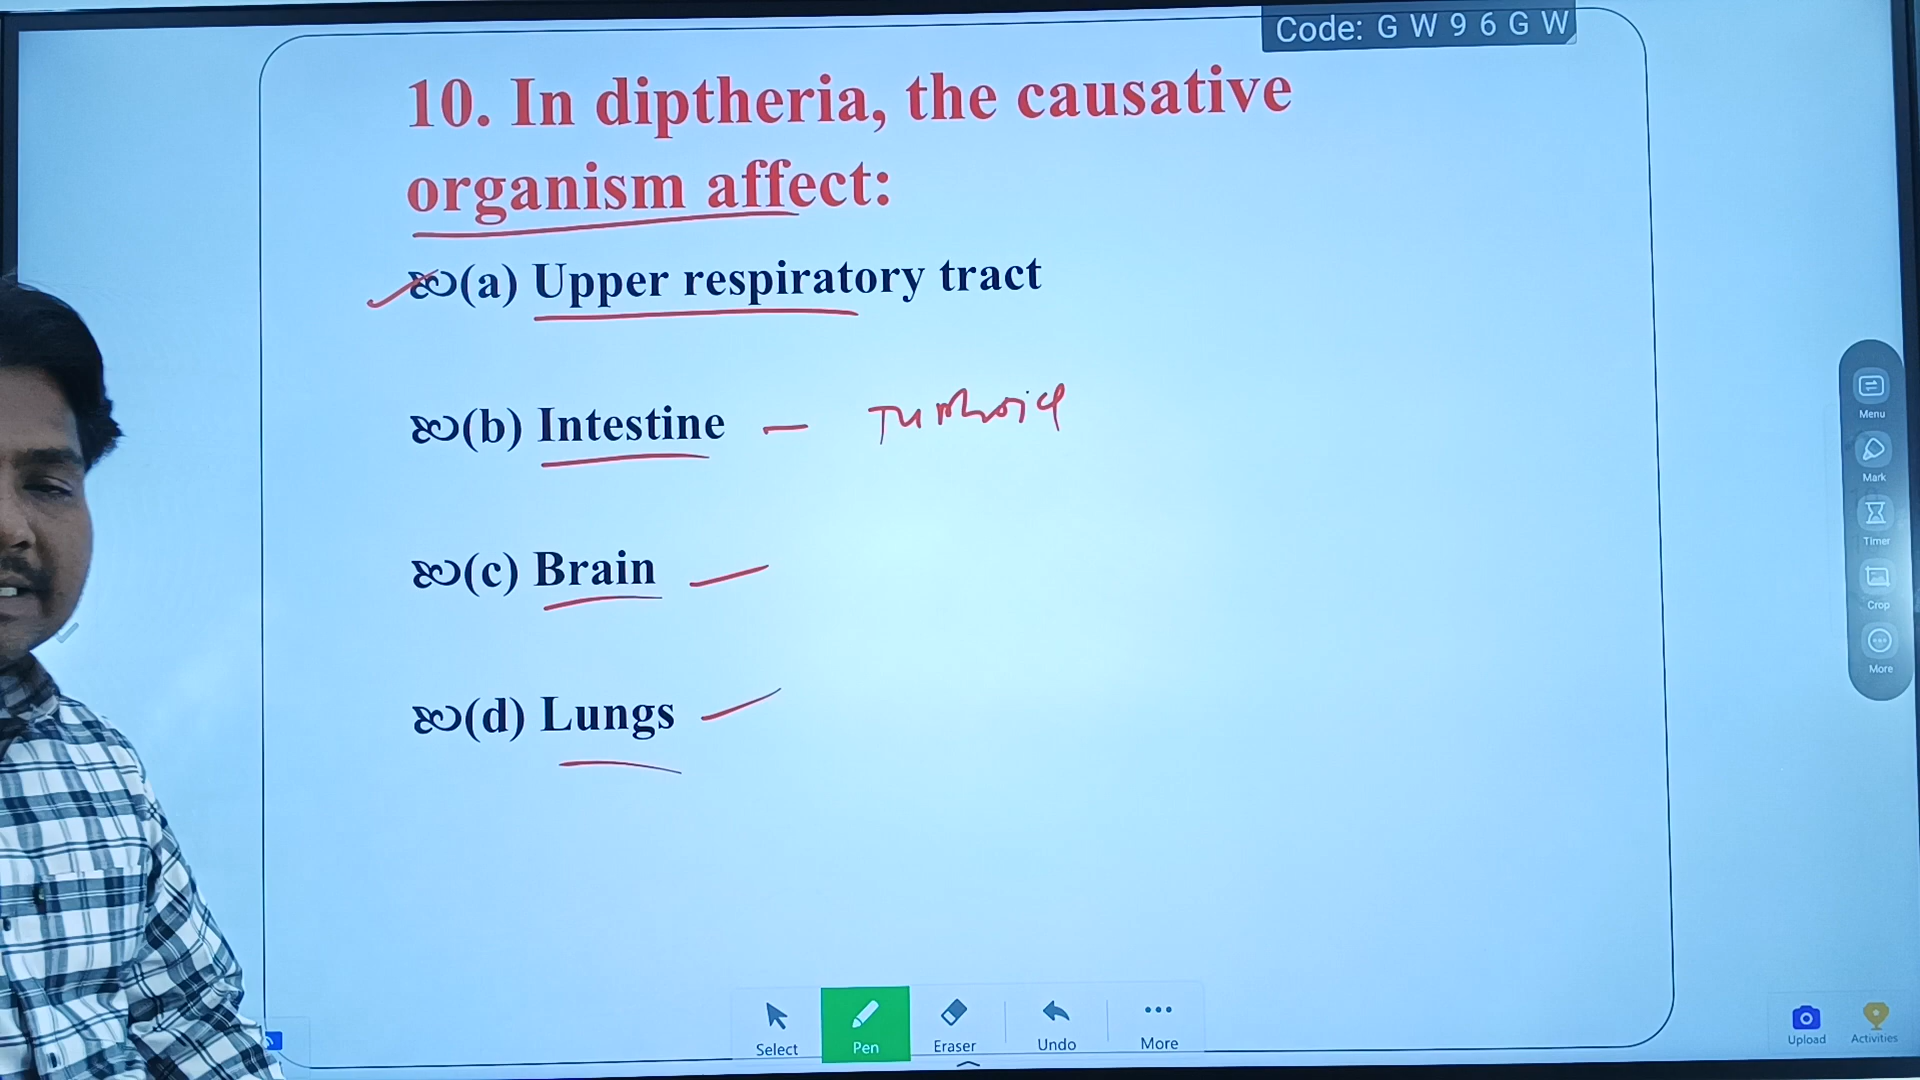 Code: G W 9 6 G W
10. In diptheria, the causative
organism affect:
(a) Upper respiratory tract
(b) Intestine –
(c) Brain
(d) Lungs
Menu
Mark
Timer
Crop
More
Select
Pen
Eraser
Undo
More
Upload
Activities